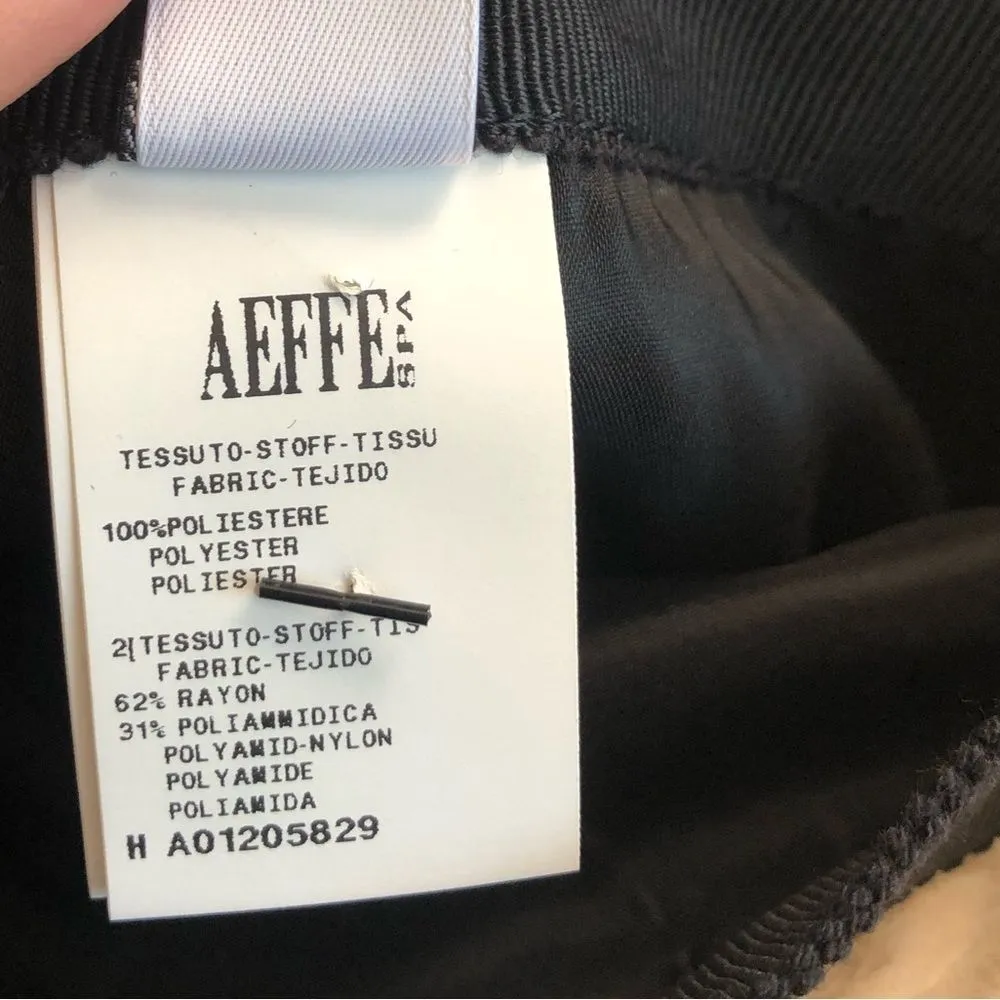 AEFFE SPA
TESSUTO-STOFF-TISSU
FABRIC-TEJIDO
100%POLIESTERE
POLYESTER
POLIESTER
2[TESSUTO-STOFF-TIS
FABRIC-TEJIDO
62% RAYON
31% POLIAMMIDICA
POLYAMID-NYLON
POLYAMIDE
POLIAMIDA
H A01205829